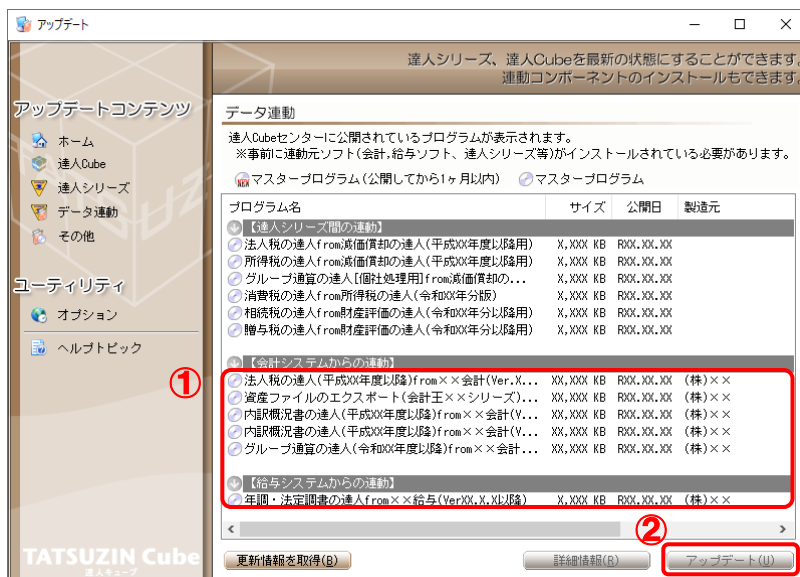 アップデート
達人シリーズ、達人Cubeを最新の状態にすることができます。
連動コンポーネントのインストールもできます。
アップデートコンテンツ
ホーム
達人Cube
達人シリーズ
データ連動
その他
ユーティリティ
オプション
ヘルプトピック
データ連動
達人Cubeセンターに公開されているプログラムが表示されます。
※事前に連動元ソフト(会計,給与ソフト、達人シリーズ等)がインストールされている必要があります。
NEW マスタープログラム(公開してから1ヶ月以内) マスタープログラム
プログラム名 サイズ 公開日 製造元
【達人シリーズ間の連動】
法人税の達人from減価償却の達人(平成XX年度以降用) X,XXX KB RXX.XX.XX
所得税の達人from減価償却の達人(平成XX年度以降用) X,XXX KB RXX.XX.XX
グループ通算の達人[個社処理用]from減価償却の... X,XXX KB RXX.XX.XX
消費税の達人from所得税の達人(令和XX年分版) X,XXX KB RXX.XX.XX
相続税の達人from財産評価の達人(令和XX年分以降用) X,XXX KB RXX.XX.XX
贈与税の達人from財産評価の達人(令和XX年分以降用) X,XXX KB RXX.XX.XX
①
【会計システムからの連動】
法人税の達人(平成XX年度以降)from××会計(Ver.X... XX,XXX KB RXX.XX.XX (株)××
資産ファイルのエクスポート(会計王××シリーズ)... XX,XXX KB RXX.XX.XX (株)××
内訳概況書の達人(平成XX年度以降)from××会計(V... XX,XXX KB RXX.XX.XX (株)××
内訳概況書の達人(平成XX年度以降)from××会計(V... XX,XXX KB RXX.XX.XX (株)××
グループ通算の達人(令和XX年度以降)from××会計... XX,XXX KB RXX.XX.XX (株)××
【給与システムからの連動】
年調・法定調書の達人from××給与(VerXX.X.X以降) X,XXX KB RXX.XX.XX (株)××
②
更新情報を取得(B) 詳細情報(R) アップデート(U)
TATSUZIN Cube
達人キューブ